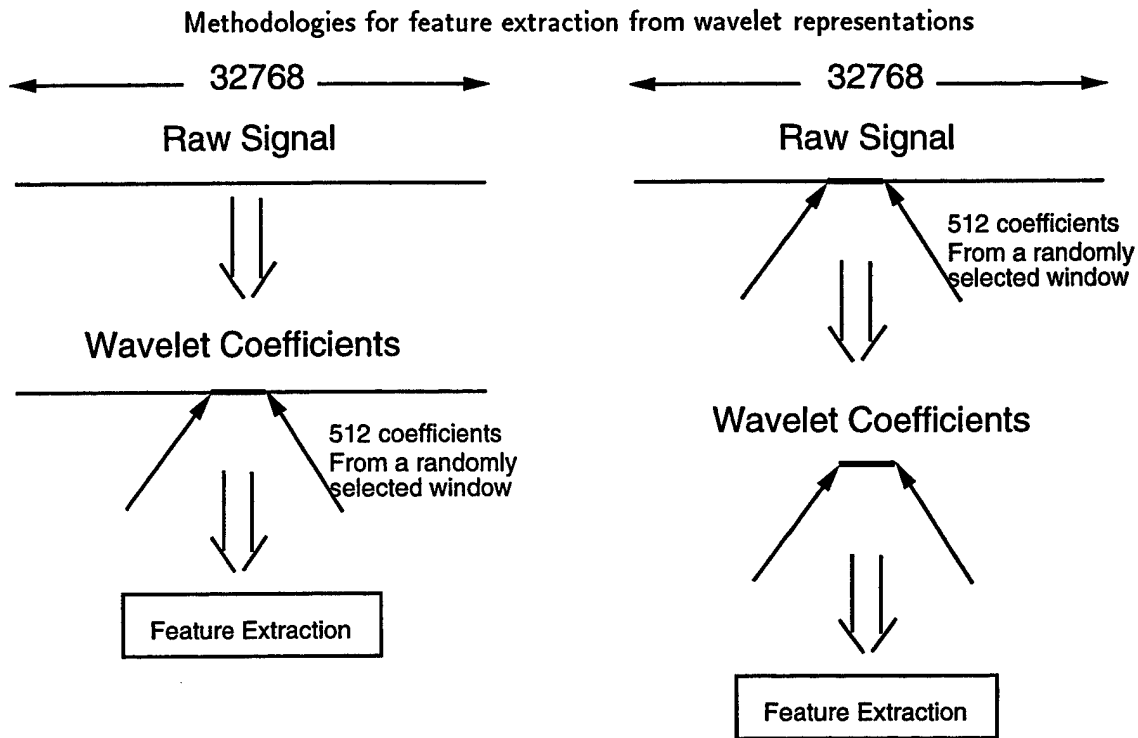 Methodologies for feature extraction from wavelet representations
32768
Raw Signal
Wavelet Coefficients
512 coefficients
From a randomly
selected window
Feature Extraction
32768
Raw Signal
512 coefficients
From a randomly
selected window
Wavelet Coefficients
Feature Extraction